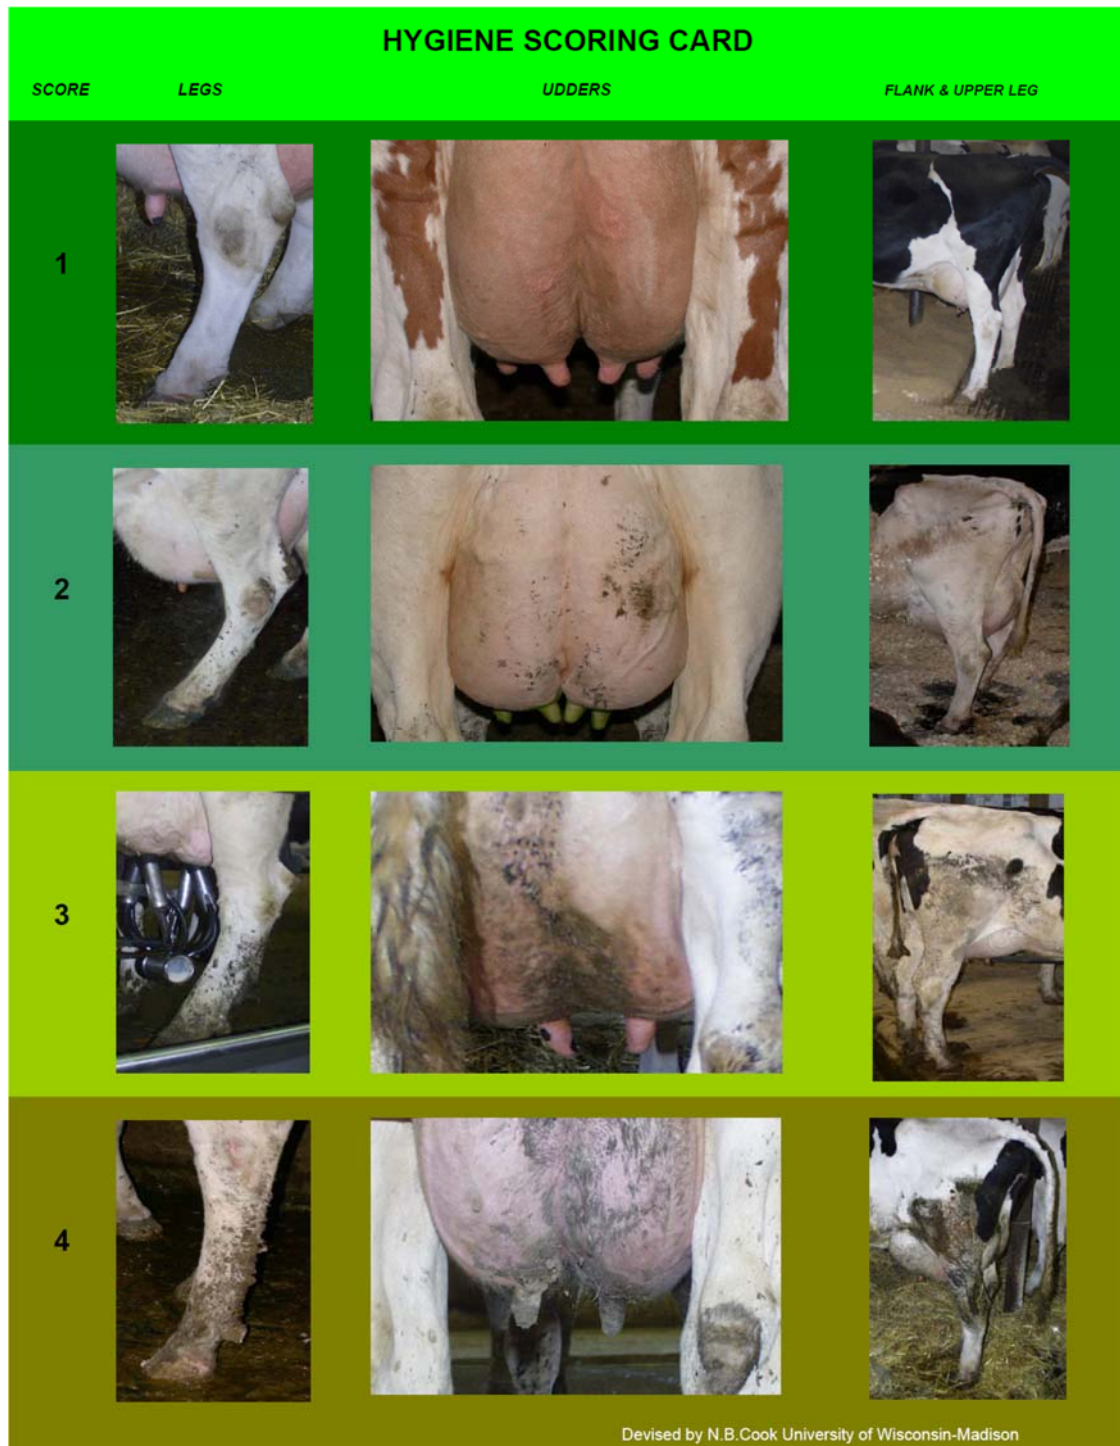 HYGIENE SCORING CARD
SCORE LEGS UDDERS FLANK & UPPER LEG
1
2
3
4
Devised by N.B.Cook University of Wisconsin-Madison